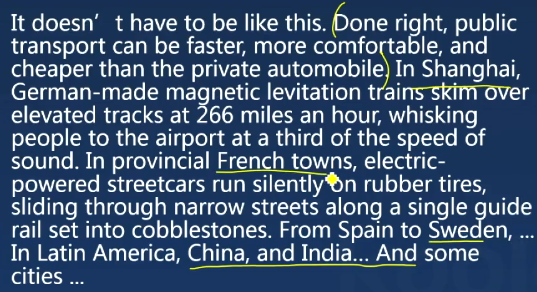 It doesn’t have to be like this. Done right, public
transport can be faster, more comfortable, and
cheaper than the private automobile. In Shanghai,
German-made magnetic levitation trains skim over
elevated tracks at 266 miles an hour, whisking
people to the airport at a third of the speed of
sound. In provincial French towns, electric-
powered streetcars run silently on rubber tires,
sliding through narrow streets along a single guide
rail set into cobblestones. From Spain to Sweden, ...
In Latin America, China, and India... And some
cities ...